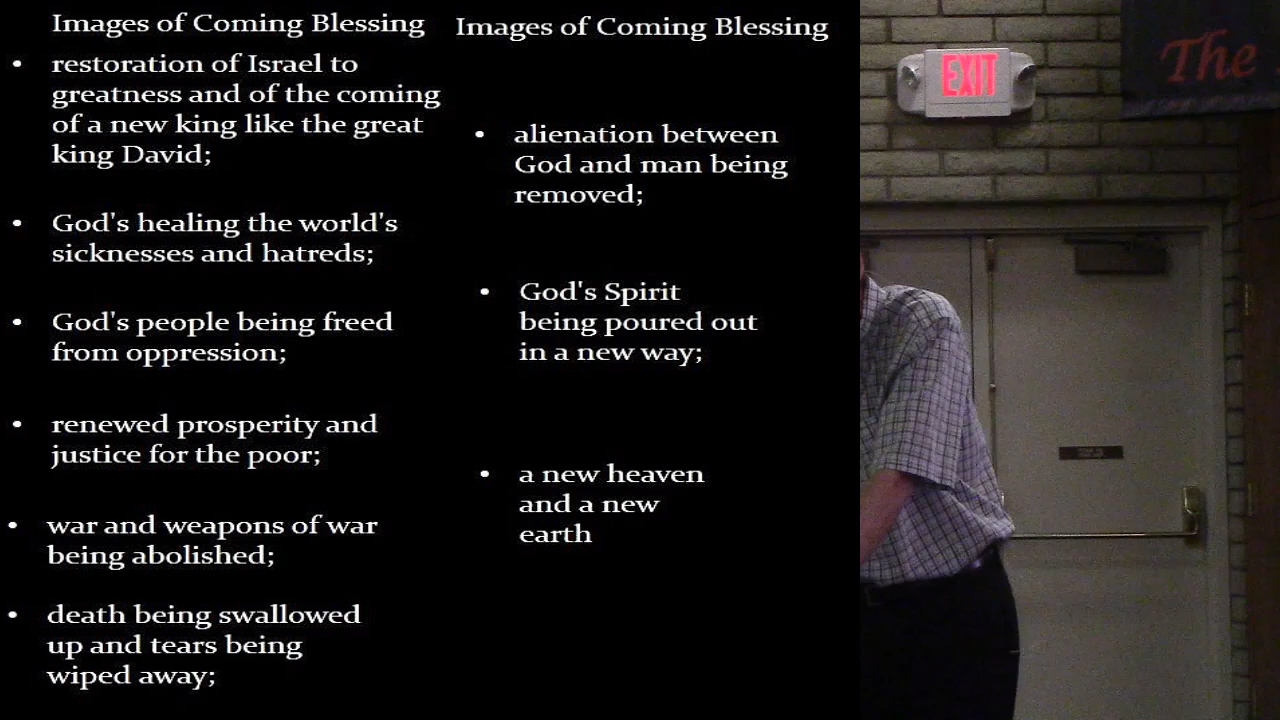 Images of Coming Blessing
• restoration of Israel to
greatness and of the coming
of a new king like the great
king David;
• God's healing the world's
sicknesses and hatreds;
• God's people being freed
from oppression;
• renewed prosperity and
justice for the poor;
• war and weapons of war
being abolished;
• death being swallowed
up and tears being
wiped away;
Images of Coming Blessing
• alienation between
God and man being
removed;
• God's Spirit
being poured out
in a new way;
• a new heaven
and a new
earth
EXIT
The